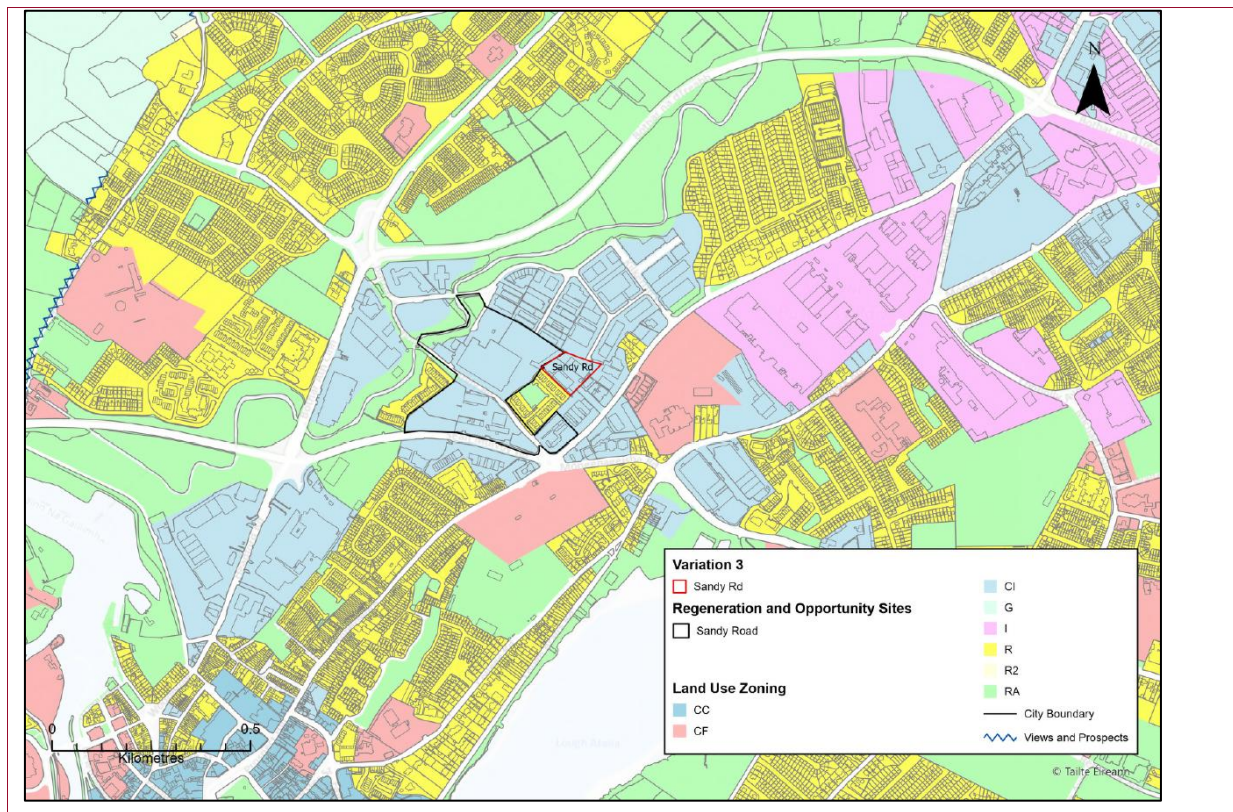 N
Sandy Rd
0
0.5
Kilometres
Variation 3
Sandy Rd
Regeneration and Opportunity Sites
Sandy Road
Land Use Zoning
CC
CF
CI
G
I
R
R2
RA
City Boundary
Views and Prospects
© Tailte Éireann